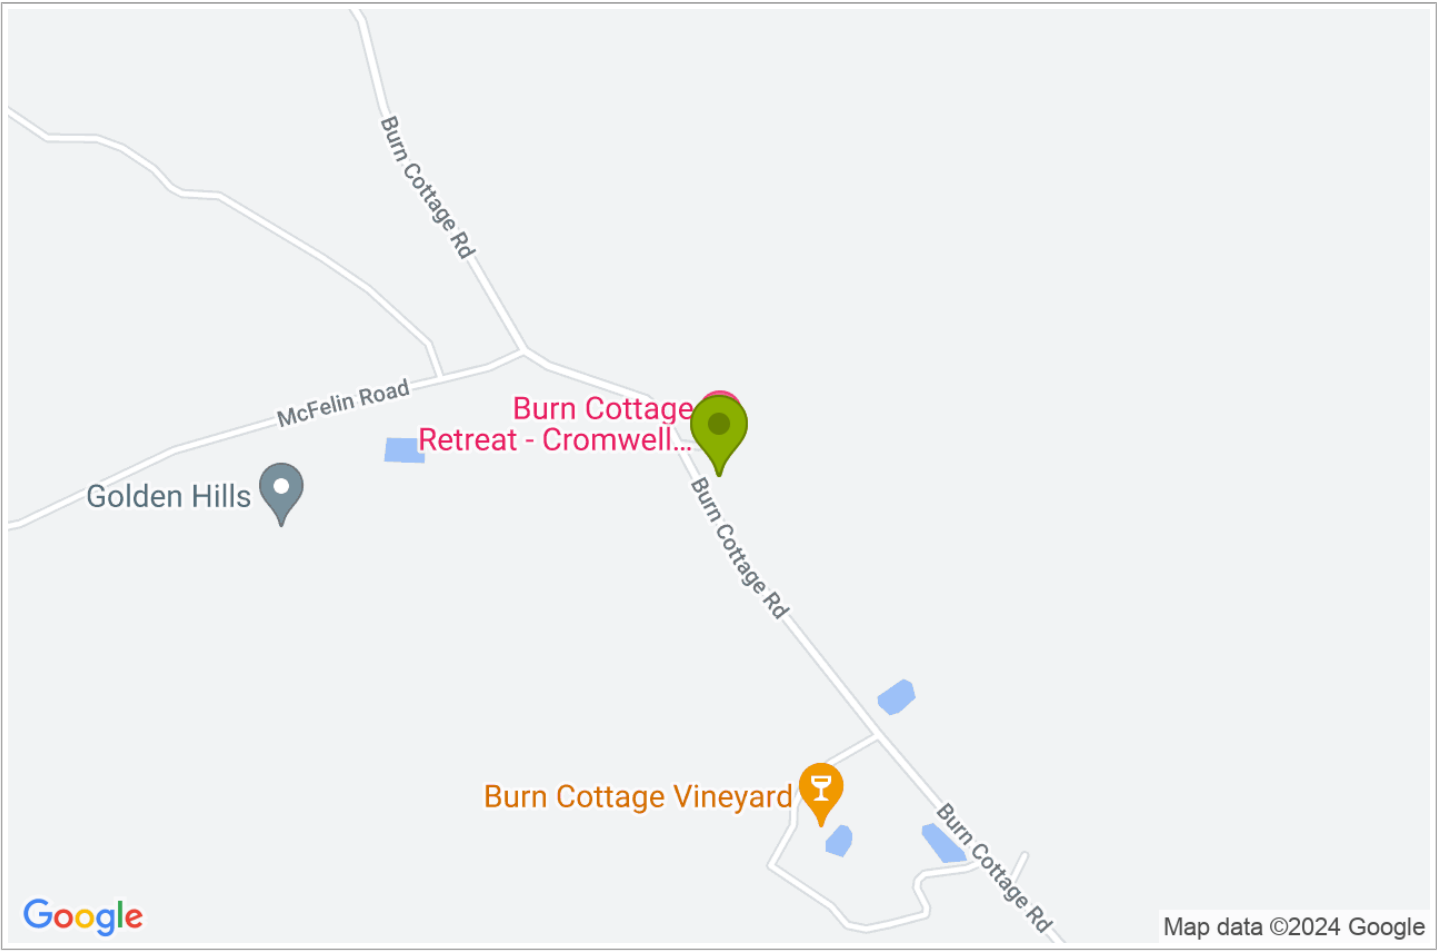 Burn Cottage Rd
McFelin Road
Burn Cottage
Retreat - Cromwell...
Golden Hills
Burn Cottage Rd
Burn Cottage Vineyard
Burn Cottage Rd
Google
Map data ©2024 Google